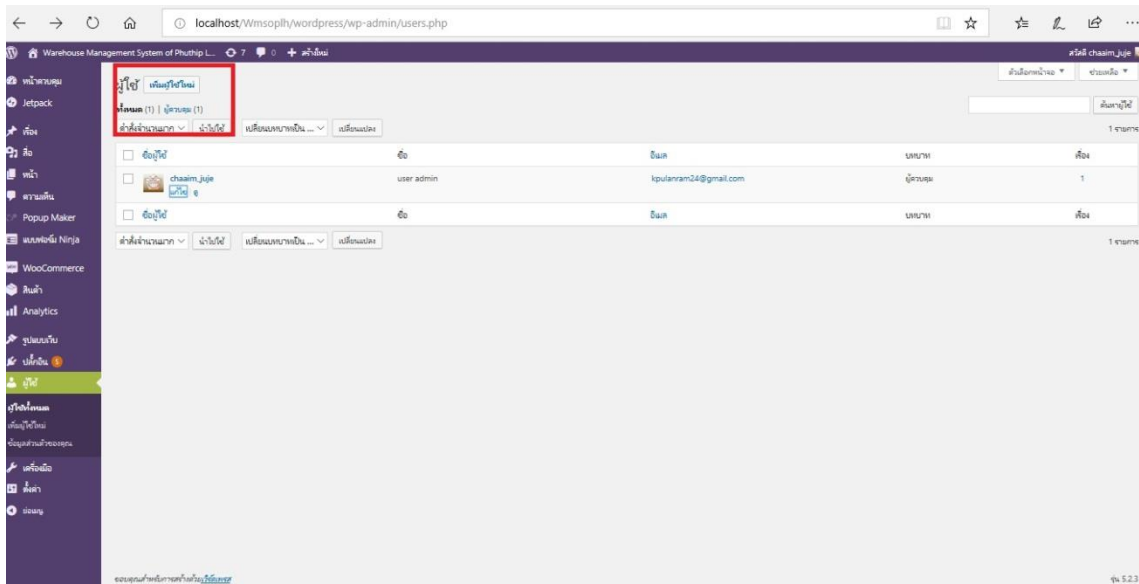 localhost/Wmsoplh/wordpress/wp-admin/users.php
Warehouse Management System of Phuthip L... 7 0 + สร้างใหม่
สวัสดี chaaim_juje
หน้าควบคุม
Jetpack
เรื่อง
สื่อ
หน้า
ความเห็น
Popup Maker
แบบฟอร์ม Ninja
WooCommerce
สินค้า
Analytics
รูปแบบเว็บ
ปลั๊กอิน 5
ผู้ใช้
ผู้ใช้ทั้งหมด
เพิ่มผู้ใช้ใหม่
ข้อมูลส่วนตัวของคุณ
เครื่องมือ
ตั้งค่า
ย่อเมนู
ตัวเลือกหน้าจอ ช่วยเหลือ
ผู้ใช้ เพิ่มผู้ใช้ใหม่
ทั้งหมด (1) | ผู้ควบคุม (1)
ค้นหาผู้ใช้
คำสั่งจำนวนมาก นำไปใช้ เปลี่ยนบทบาทเป็น ... เปลี่ยนแปลง 1 รายการ
ชื่อผู้ใช้ ชื่อ อีเมล บทบาท เรื่อง
chaaim_juje user admin kpulanram24@gmail.com ผู้ควบคุม 1
แก้ไข ดู
ชื่อผู้ใช้ ชื่อ อีเมล บทบาท เรื่อง
คำสั่งจำนวนมาก นำไปใช้ เปลี่ยนบทบาทเป็น ... เปลี่ยนแปลง 1 รายการ
ขอบคุณสำหรับการสร้างด้วย เวิร์ดเพรส
รุ่น 5.2.3